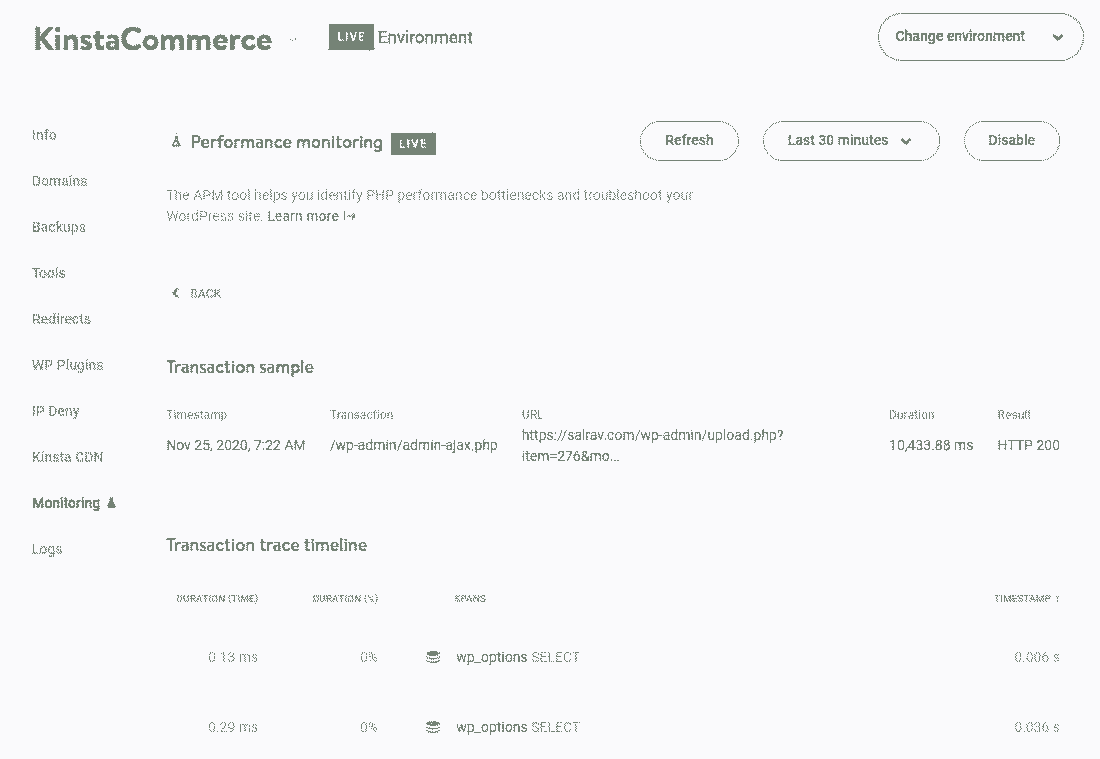 KinstaCommerce LIVE Environment Change environment
Info
Domains
Backups
Tools
Redirects
WP Plugins
IP Deny
Kinsta CDN
Monitoring
Logs
Performance monitoring LIVE Refresh Last 30 minutes Disable
The APM tool helps you identify PHP performance bottlenecks and troubleshoot your
WordPress site. Learn more
BACK
Transaction sample
Timestamp Transaction URL Duration Result
Nov 25, 2020, 7:22 AM /wp-admin/admin-ajax.php https://salrav.com/wp-admin/upload.php?
item=276&mo... 10,433.88 ms HTTP 200
Transaction trace timeline
DURATION (TIME) DURATION (%) SPANS TIMESTAMP ↑
0.13 ms 0% wp_options SELECT 0.006 s
0.29 ms 0% wp_options SELECT 0.036 s